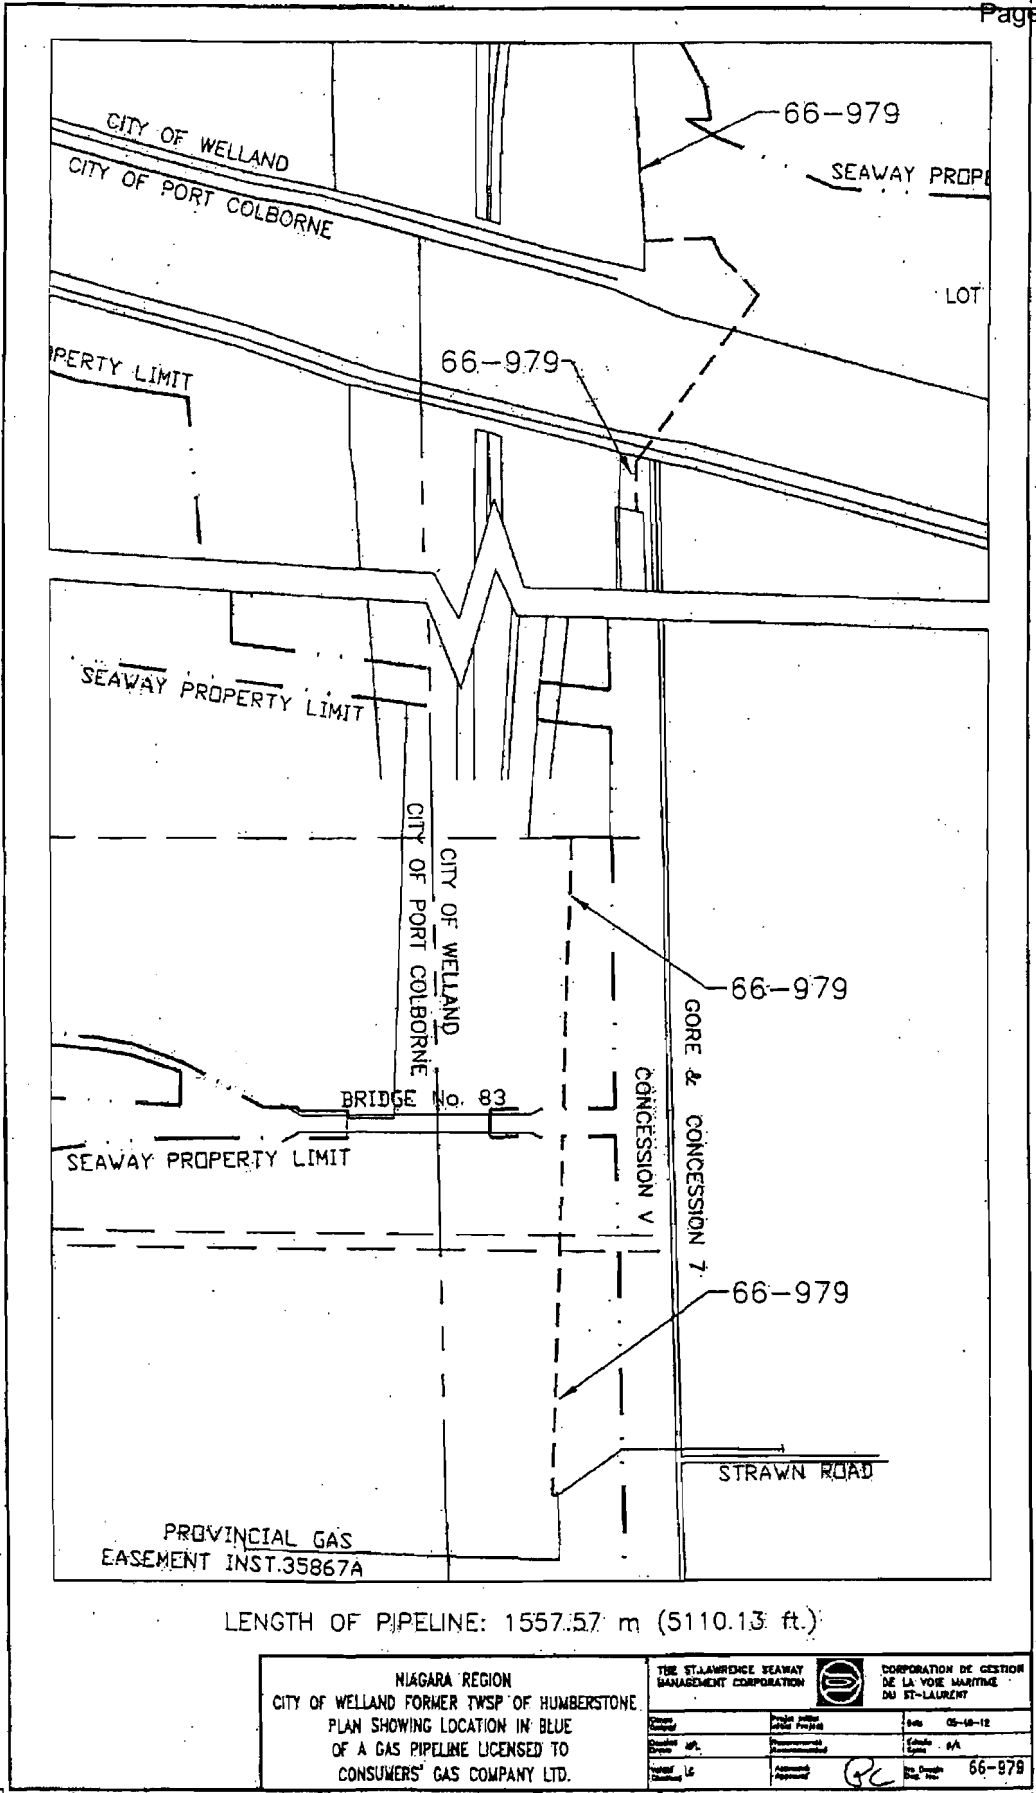 Page
66-979
CITY OF WELLAND
CITY OF PORT COLBORNE
SEAWAY PROPE
LOT
66-979
OPERTY LIMIT
SEAWAY PROPERTY LIMIT
CITY OF PORT COLBORNE
CITY OF WELLAND
66-979
GORE & CONCESSION 7
CONCESSION V
BRIDGE No. 83
SEAWAY PROPERTY LIMIT
66-979
STRAWN ROAD
PROVINCIAL GAS
EASEMENT INST.35867A
LENGTH OF PIPELINE: 1557.57 m (5110.13 ft.)
NIAGARA REGION
CITY OF WELLAND FORMER TWSP OF HUMBERSTONE
PLAN SHOWING LOCATION IN BLUE
OF A GAS PIPELINE LICENSED TO
CONSUMERS' GAS COMPANY LTD.
THE ST.LAWRENCE SEAWAY
MANAGEMENT CORPORATION
CORPORATION DE GESTION
DE LA VOIE MARITIME
DU ST-LAURENT
Date 05-10-12
66-979